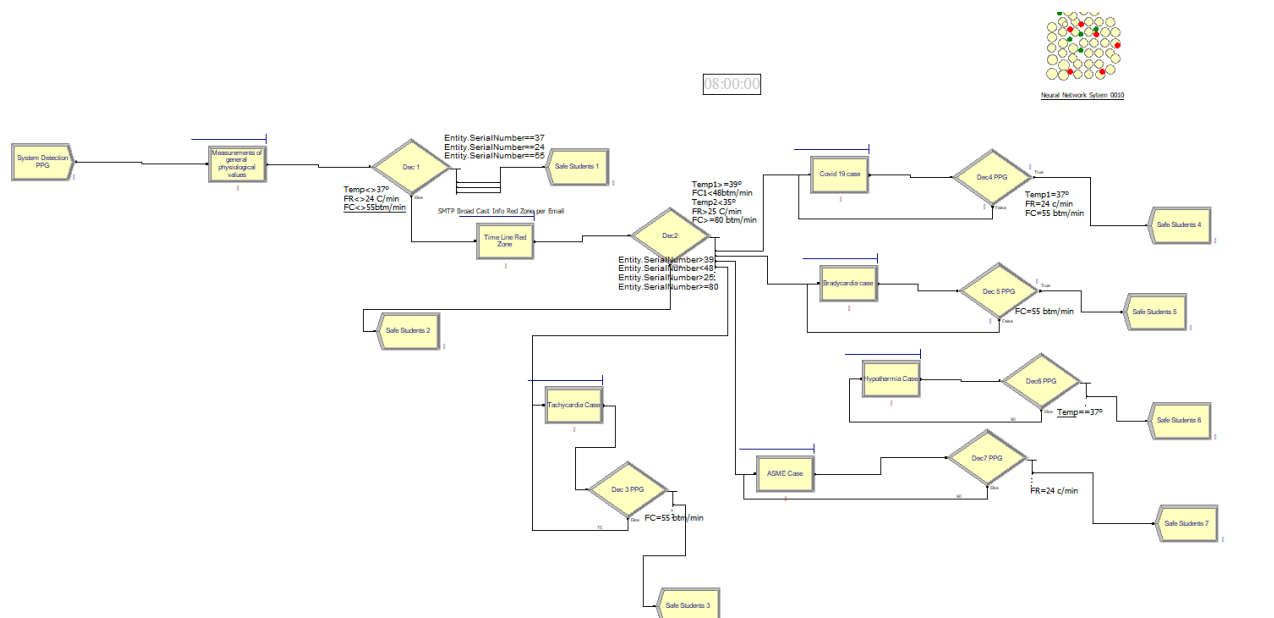 08:00:00
Neural Network Sytem 0010
System Detection
PPG
Measurements of
general
physiological
values
Dec 1
Entity.SerialNumber==37
Entity.SerialNumber==24
Entity.SerialNumber==55
Safe Students 1
Temp<>37º
FR<>24 C/min
FC<>55btm/min
Else
SMTP Broad Cast Info Red Zone per Email
Time Line Red
Zone
Dec2
Temp1>=39º
FC1<48btm/min
Temp2<35º
FR>25 C/min
FC>=80 btm/min
Entity.SerialNumber>39
Entity.SerialNumber<48
Entity.SerialNumber>25
Entity.SerialNumber>=80
Safe Students 2
Covid 19 case
Dec4 PPG
True
False
Temp1=37º
FR=24 c/min
FC=55 btm/min
Safe Students 4
Bradycardia case
Dec 5 PPG
True
False
FC=55 btm/min
Safe Students 5
Hypothermia Case
Dec6 PPG
Else
Temp==37º
Safe Students 6
Tachycardia Case
Dec 3 PPG
Else
FC=55 btm/min
Safe Students 3
ASME Case
Dec7 PPG
Else
FR=24 c/min
Safe Students 7